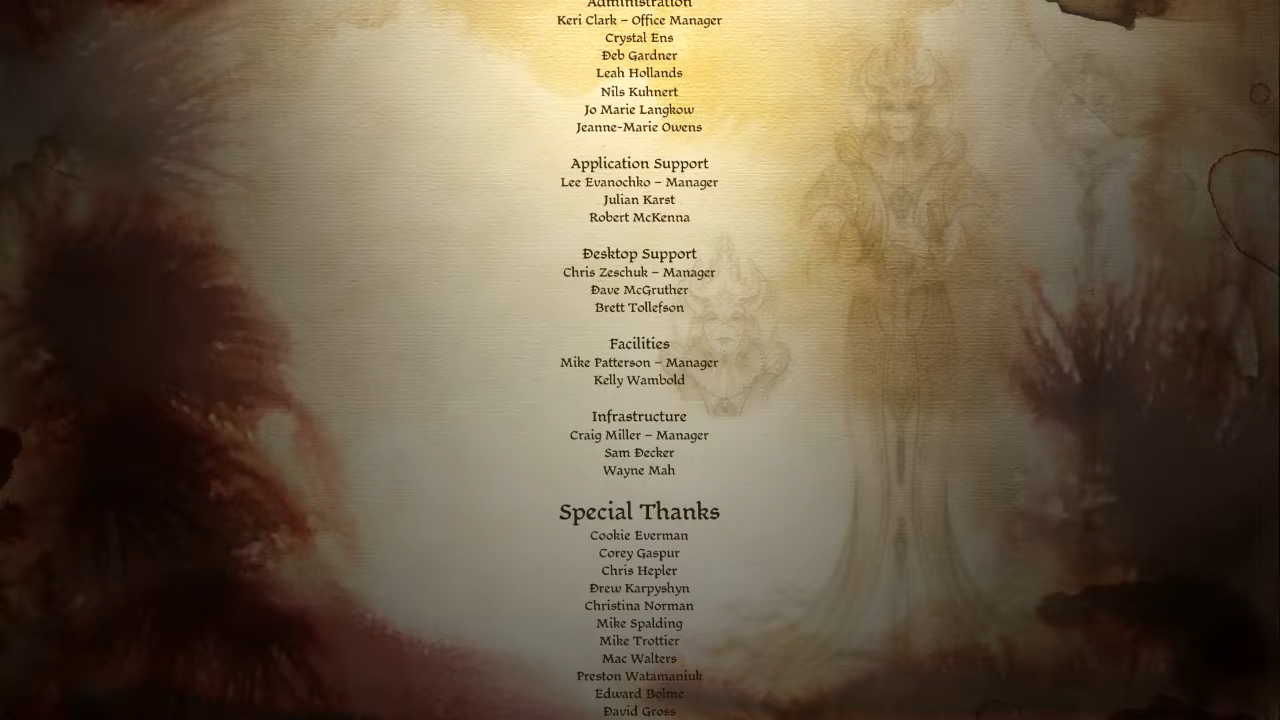 Administration
Keri Clark – Office Manager
Crystal Ens
Deb Gardner
Leah Hollands
Nils Kuhnert
Jo Marie Langkow
Jeanne-Marie Owens
Application Support
Lee Evanochko – Manager
Julian Karst
Robert McKenna
Desktop Support
Chris Zeschuk – Manager
Dave McGruther
Brett Tollefson
Facilities
Mike Patterson – Manager
Kelly Wambold
Infrastructure
Craig Miller – Manager
Sam Decker
Wayne Mah
Special Thanks
Cookie Everman
Corey Gaspur
Chris Hepler
Drew Karpyshyn
Christina Norman
Mike Spalding
Mike Trottier
Mac Walters
Preston Watamaniuk
Edward Bolme
David Gross